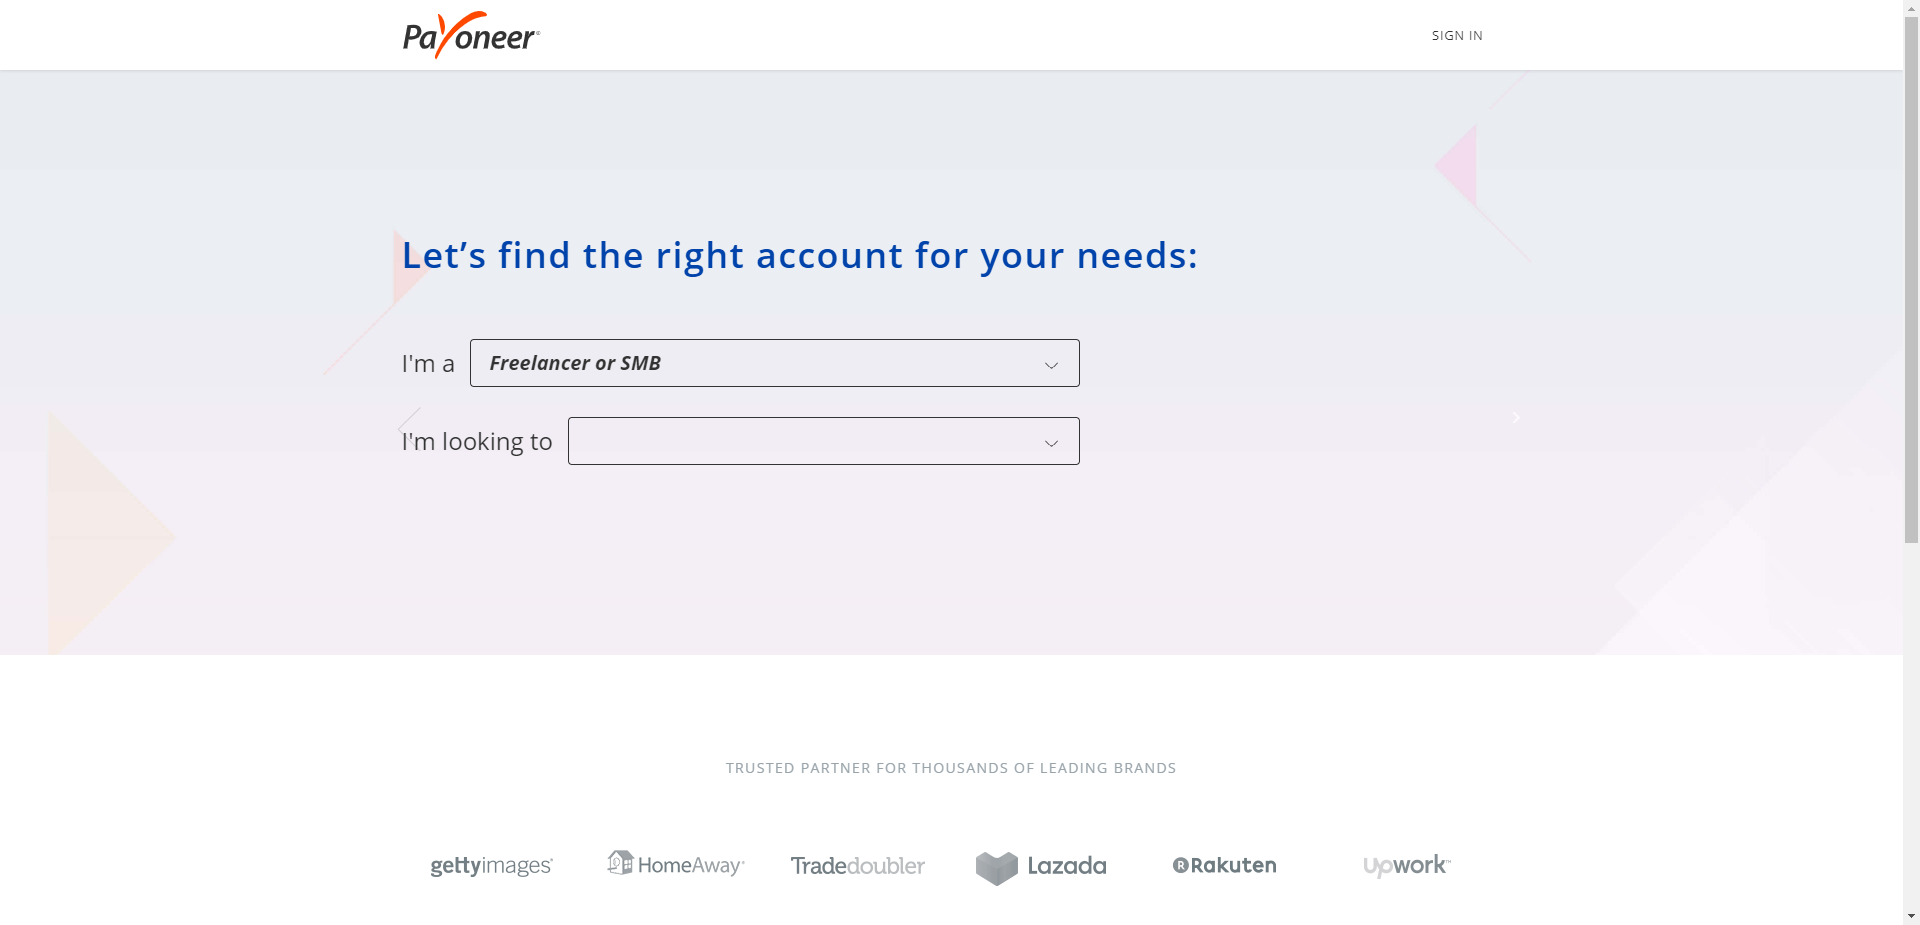 Payoneer
SIGN IN
Let’s find the right account for your needs:
I'm a Freelancer or SMB
I'm looking to
TRUSTED PARTNER FOR THOUSANDS OF LEADING BRANDS
gettyimages HomeAway Tradedoubler Lazada Rakuten Upwork